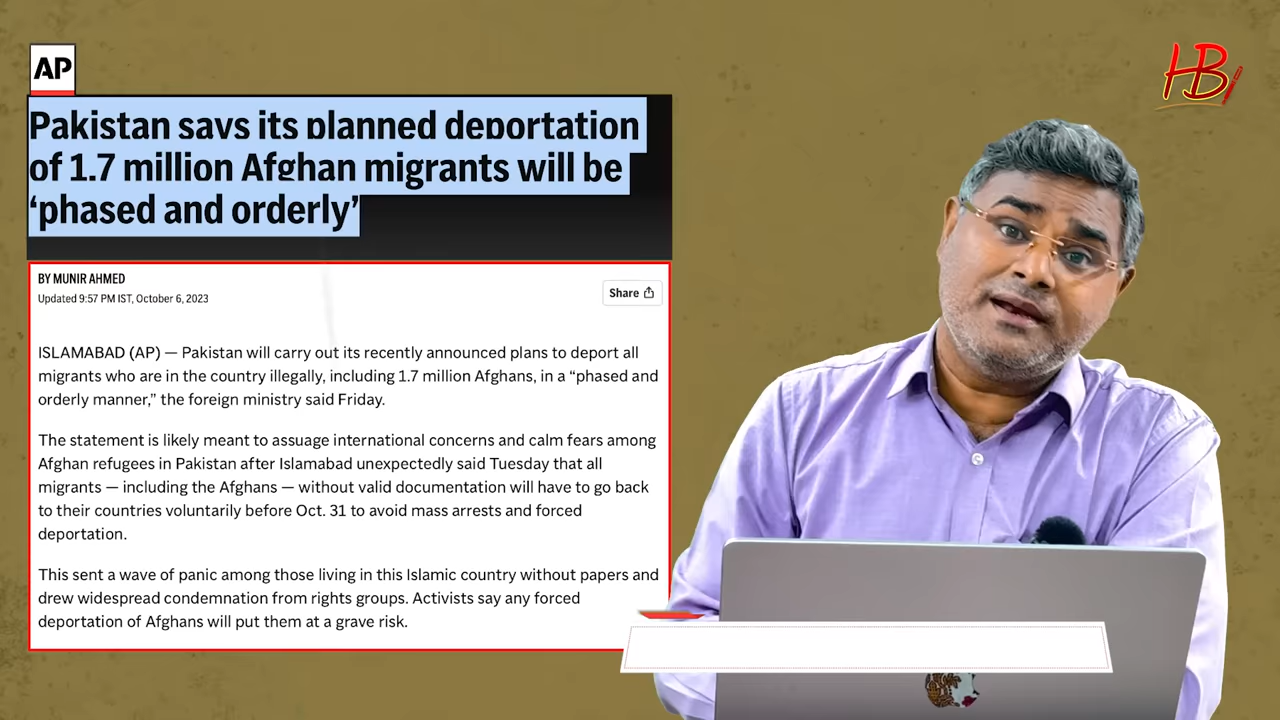 AP
HB
Pakistan says its planned deportation
of 1.7 million Afghan migrants will be
‘phased and orderly’
BY MUNIR AHMED
Updated 9:57 PM IST, October 6, 2023
Share
ISLAMABAD (AP) — Pakistan will carry out its recently announced plans to deport all
migrants who are in the country illegally, including 1.7 million Afghans, in a “phased and
orderly manner,” the foreign ministry said Friday.
The statement is likely meant to assuage international concerns and calm fears among
Afghan refugees in Pakistan after Islamabad unexpectedly said Tuesday that all
migrants — including the Afghans — without valid documentation will have to go back
to their countries voluntarily before Oct. 31 to avoid mass arrests and forced
deportation.
This sent a wave of panic among those living in this Islamic country without papers and
drew widespread condemnation from rights groups. Activists say any forced
deportation of Afghans will put them at a grave risk.